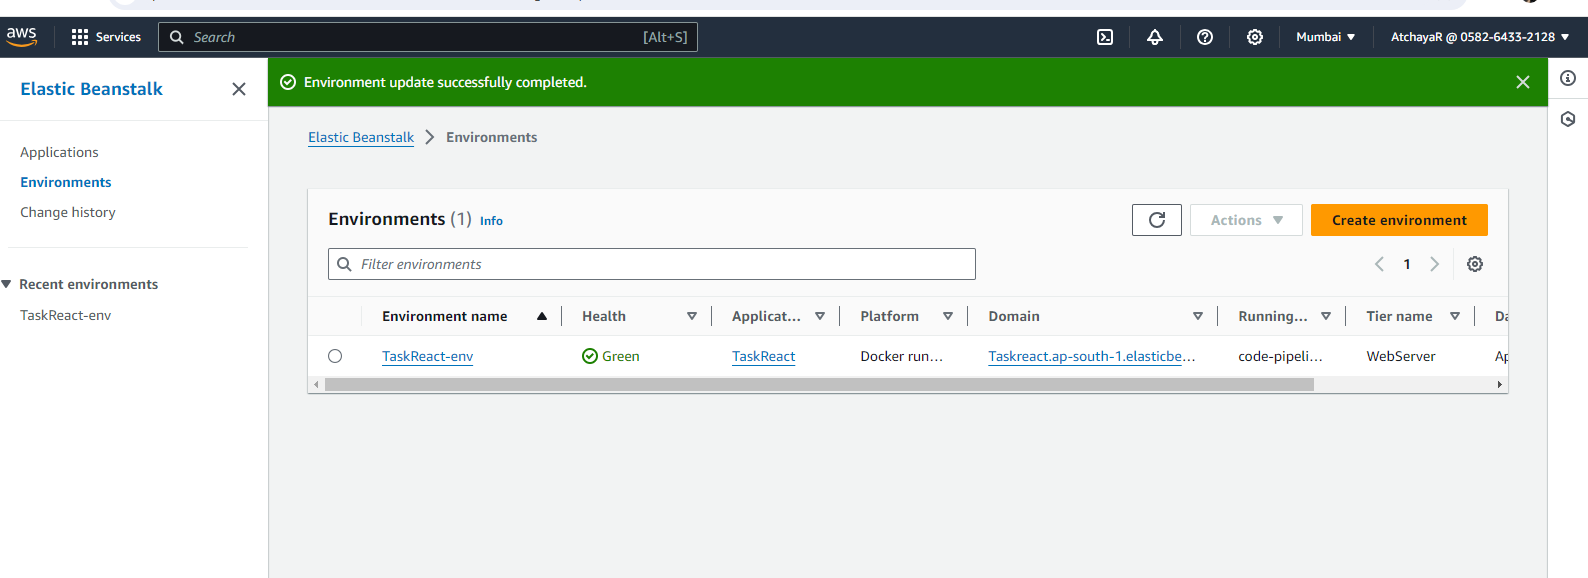 aws
Services
Search
[Alt+S]
Mumbai
AtchayaR @ 0582-6433-2128
Elastic Beanstalk
Environment update successfully completed.
Elastic Beanstalk
Environments
Applications
Environments
Change history
Recent environments
TaskReact-env
Environments (1) Info
Actions
Create environment
Filter environments
1
Environment name
Health
Applicat...
Platform
Domain
Running...
Tier name
TaskReact-env
Green
TaskReact
Docker run...
Taskreact.ap-south-1.elasticbe...
code-pipeli...
WebServer